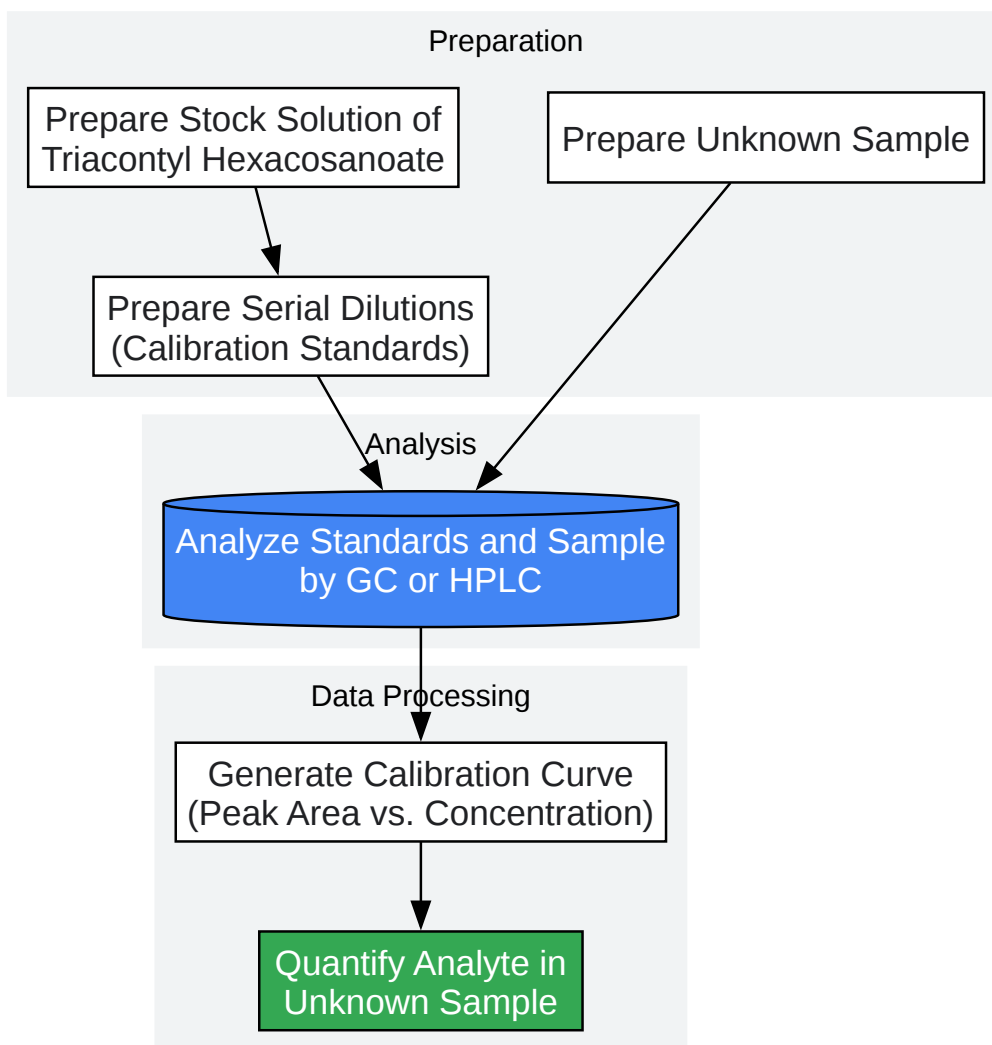 Preparation
Prepare Stock Solution of
Triacontyl Hexacosanoate
Prepare Unknown Sample
Prepare Serial Dilutions
(Calibration Standards)
Analysis
Analyze Standards and Sample
by GC or HPLC
Data Processing
Generate Calibration Curve
(Peak Area vs. Concentration)
Quantify Analyte in
Unknown Sample